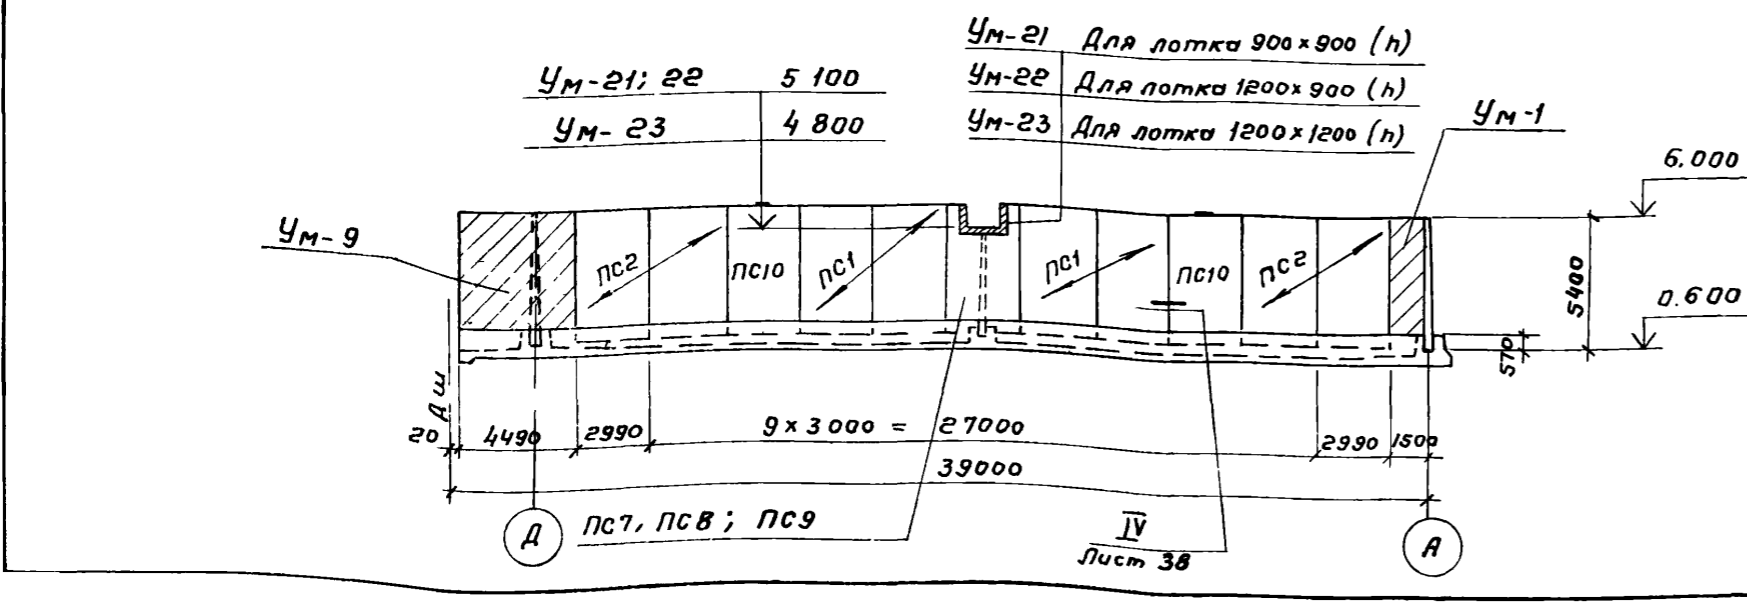 Ум-21 Для лотка 900×900 (h)
Ум-21; 22 5 100
Ум-22 Для лотка 1200×900 (h)
Ум-23 4 800
Ум-23 Для лотка 1200×1200 (h)
Ум-1
6.000
Ум-9
ПС2
ПС10
ПС1
ПС1
ПС10
ПС2
5400
0.600
570
Д Ш
20
4490
2990
9×3000 = 27000
2990
1500
39000
Д
ПС7, ПС8; ПС9
IV
Лист 38
А